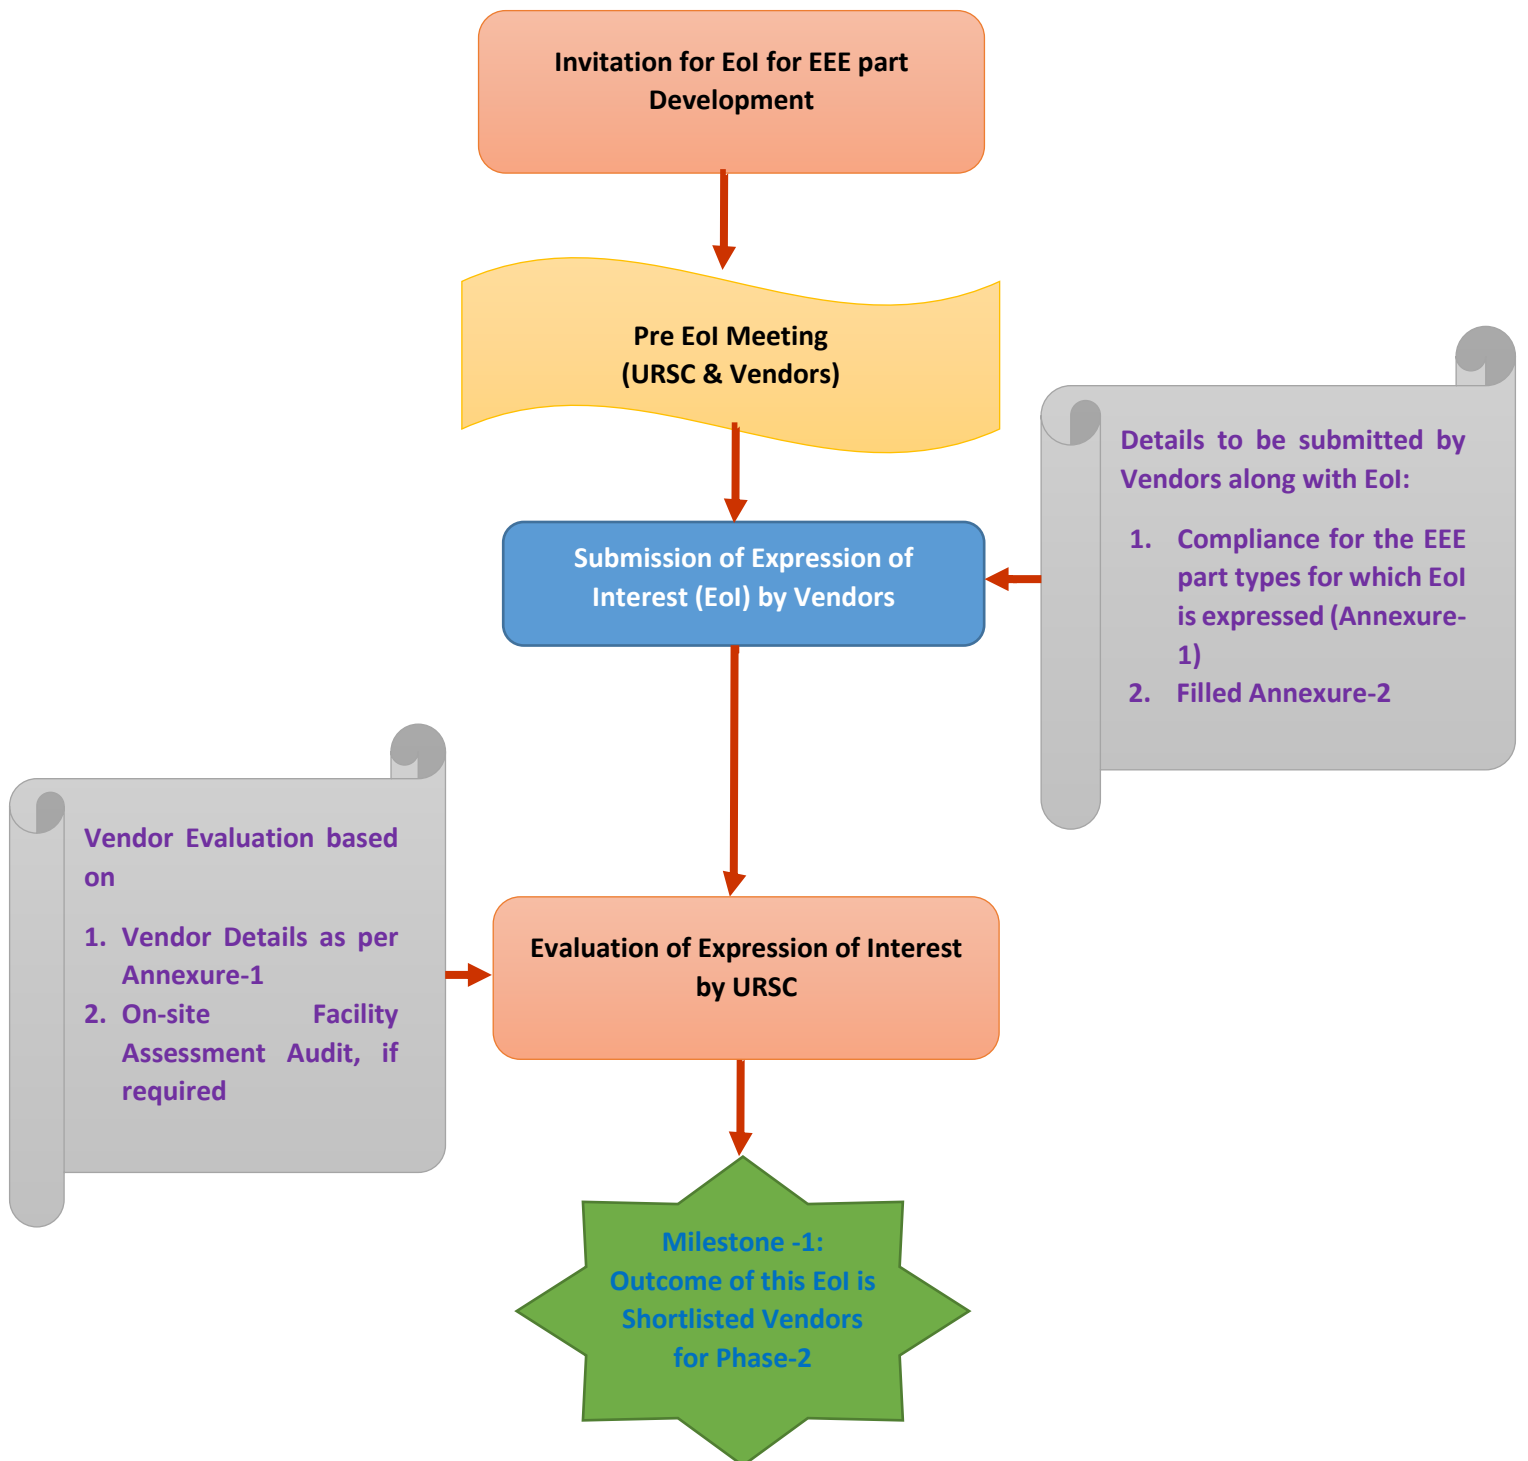 Invitation for EoI for EEE part
Development
Pre EoI Meeting
(URSC & Vendors)
Details to be submitted by
Vendors along with EoI:
1. Compliance for the EEE
part types for which EoI
is expressed (Annexure-
1)
2. Filled Annexure-2
Submission of Expression of
Interest (EoI) by Vendors
Vendor Evaluation based
on
1. Vendor Details as per
Annexure-1
2. On-site Facility
Assessment Audit, if
required
Evaluation of Expression of Interest
by URSC
Milestone -1:
Outcome of this EoI is
Shortlisted Vendors
for Phase-2